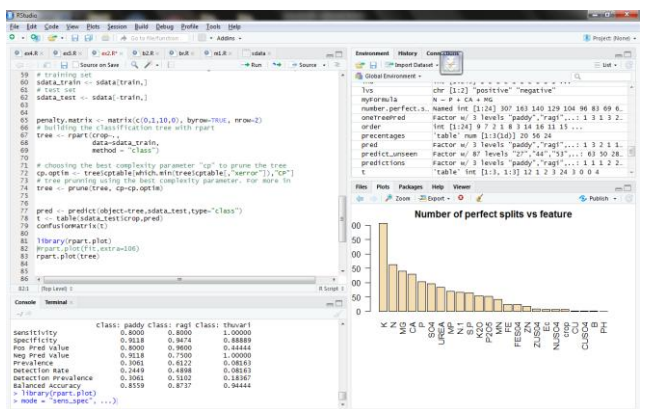 RStudio
File Edit Code View Plots Session Build Debug Profile Tools Help
Go to file/function Addins Project: (None)
ex4.R ex3.R ex2.R* b2.R bi.R nt1.R sdata
Source on Save Run Source
59 # training set
60 sdata_train <- sdata[train,]
61 # test set
62 sdata_test <- sdata[-train,]
63
64
65 penalty.matrix <- matrix(c(0,1,10,0), byrow=TRUE, nrow=2)
66 # building the classification tree with rpart
67 tree <- rpart(crop~.,
68 data=sdata_train,
69 method = "class")
70
71 # choosing the best complexity parameter "cp" to prune the tree
72 cp.optim <- tree$cptable[which.min(tree$cptable[,"xerror"]),"CP"]
73 # tree prunning using the best complexity parameter. For more in
74 tree <- prune(tree, cp=cp.optim)
75
76
77 pred <- predict(object=tree,sdata_test,type="class")
78 t <- table(sdata_test$crop,pred)
79 confusionMatrix(t)
80
81 library(rpart.plot)
82 #rpart.plot(fit,extra=106)
83 rpart.plot(tree)
84
85
86
82:1 (Top Level) R Script
Console Terminal
Class: paddy Class: ragi Class: thuvari
Sensitivity 0.8000 0.8000 1.00000
Specificity 0.9118 0.9474 0.88889
Pos Pred Value 0.8000 0.9600 0.44444
Neg Pred Value 0.9118 0.7500 1.00000
Prevalence 0.3061 0.6122 0.08163
Detection Rate 0.2449 0.4898 0.08163
Detection Prevalence 0.3061 0.5102 0.18367
Balanced Accuracy 0.8559 0.8737 0.94444
> library(rpart.plot)
> mode = "sens_spec", ...)
Environment History Connections
Import Dataset List
Global Environment
lvs chr [1:2] "positive" "negative"
myFormula N ~ P + CA + MG
number.perfect.s… Named int [1:24] 307 163 140 129 104 96 83 69 6…
oneTreePred Factor w/ 3 levels "paddy","ragi",..: 1 3 1 3 2…
order int [1:24] 9 7 2 1 8 3 14 16 11 15 ...
precentages 'table' num [1:3(1d)] 20 56 24
pred Factor w/ 3 levels "paddy","ragi",..: 1 3 2 1 1…
predict_unseen Factor w/ 87 levels "27","44","53",..: 63 50 28…
predictions Factor w/ 3 levels "paddy","ragi",..: 1 1 1 2 2…
t 'table' int [1:3, 1:3] 12 1 2 3 24 3 0 0 4
Files Plots Packages Help Viewer
Zoom Export Publish
Number of perfect splits vs feature
00
50
00
50
00
50
0
K N MG CA P SO4 UREA MP N.1 S.P K2O P2O5 MN FE FESO4 ZN ZUSO4 Ec NUSO4 crop CU CUSO4 B PH